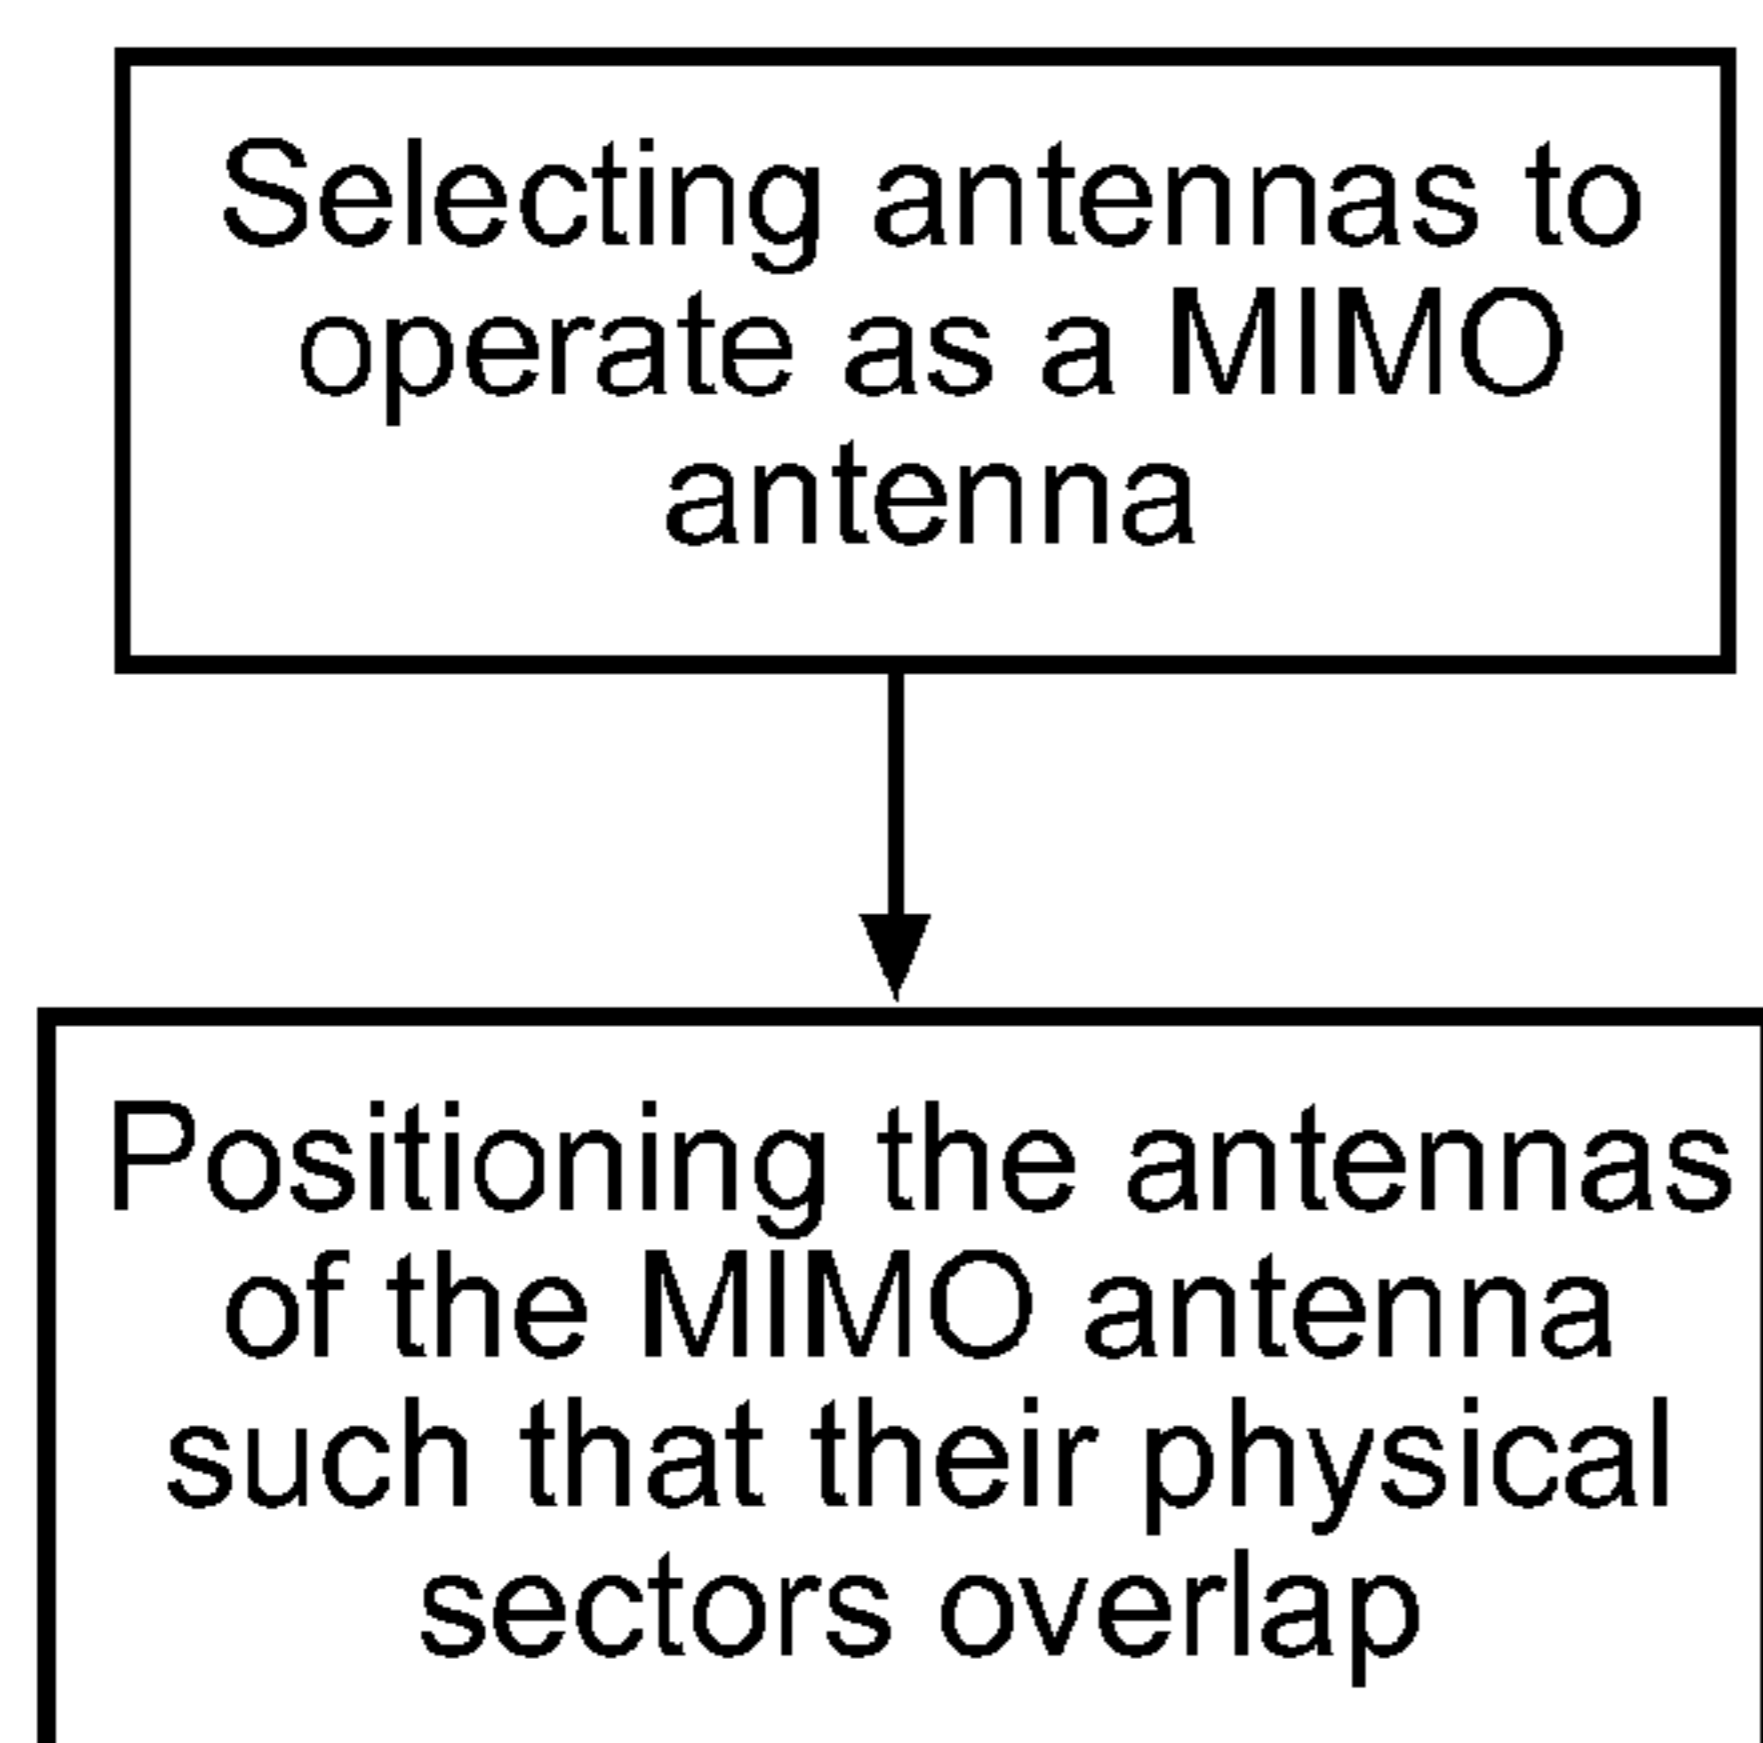 Selecting antennas to
operate as a MIMO
antenna
Positioning the antennas
of the MIMO antenna
such that their physical
sectors overlap